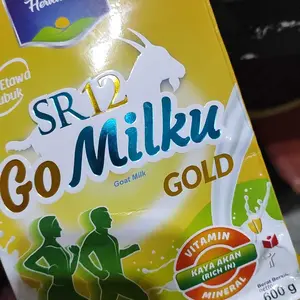 Etawa
bubuk
SR12
Go Milku
Goat Milk
GOLD
VITAMIN
KAYA AKAN
(RICH IN)
MINERAL
600 g